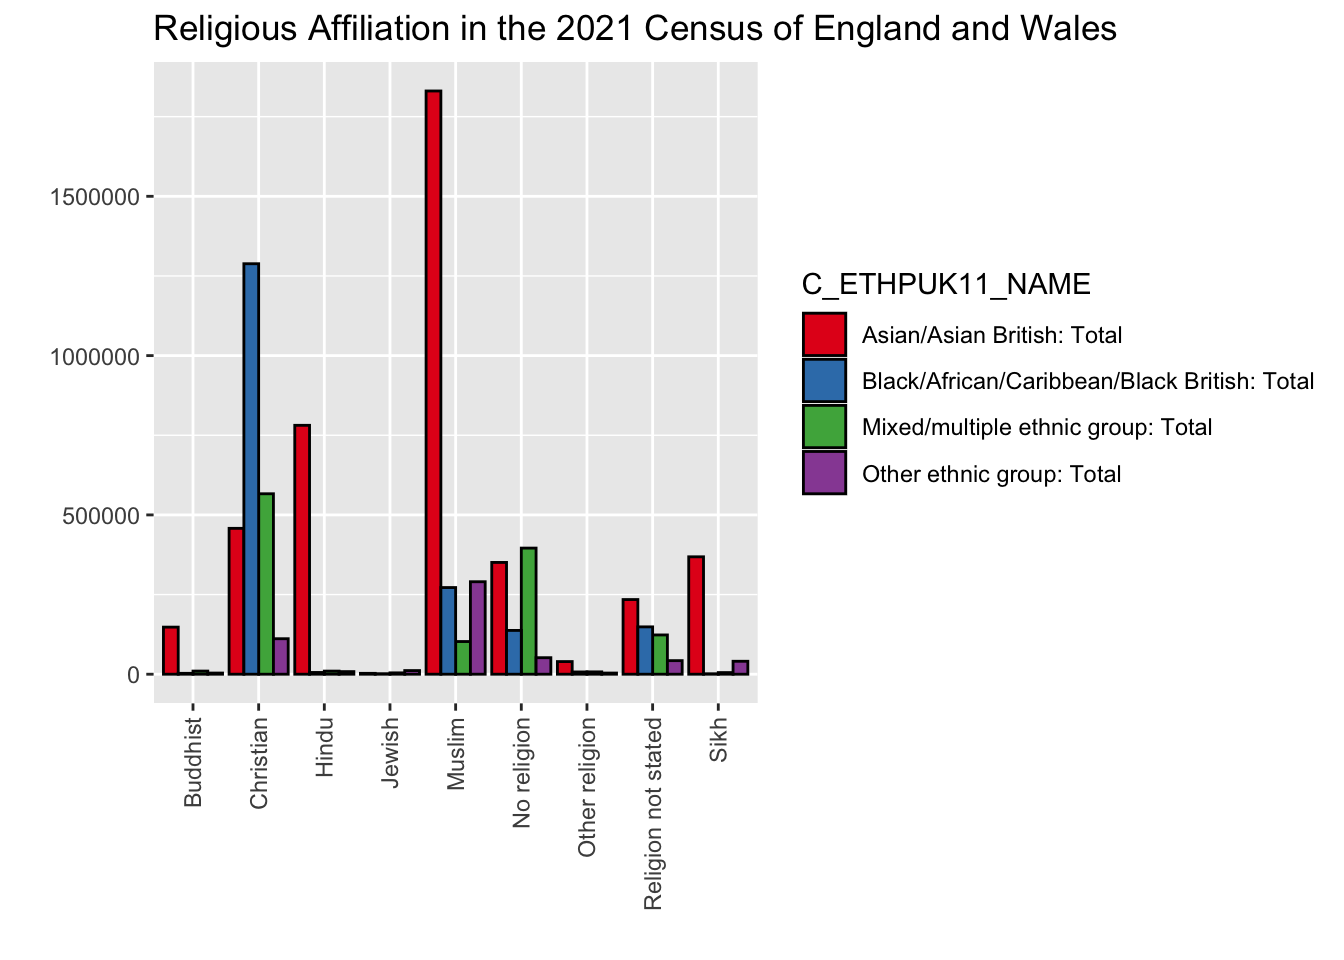 Religious Affiliation in the 2021 Census of England and Wales
1500000
1000000
500000
0
Buddhist
Christian
Hindu
Jewish
Muslim
No religion
Other religion
Religion not stated
Sikh
C_ETHPUK11_NAME
Asian/Asian British: Total
Black/African/Caribbean/Black British: Total
Mixed/multiple ethnic group: Total
Other ethnic group: Total